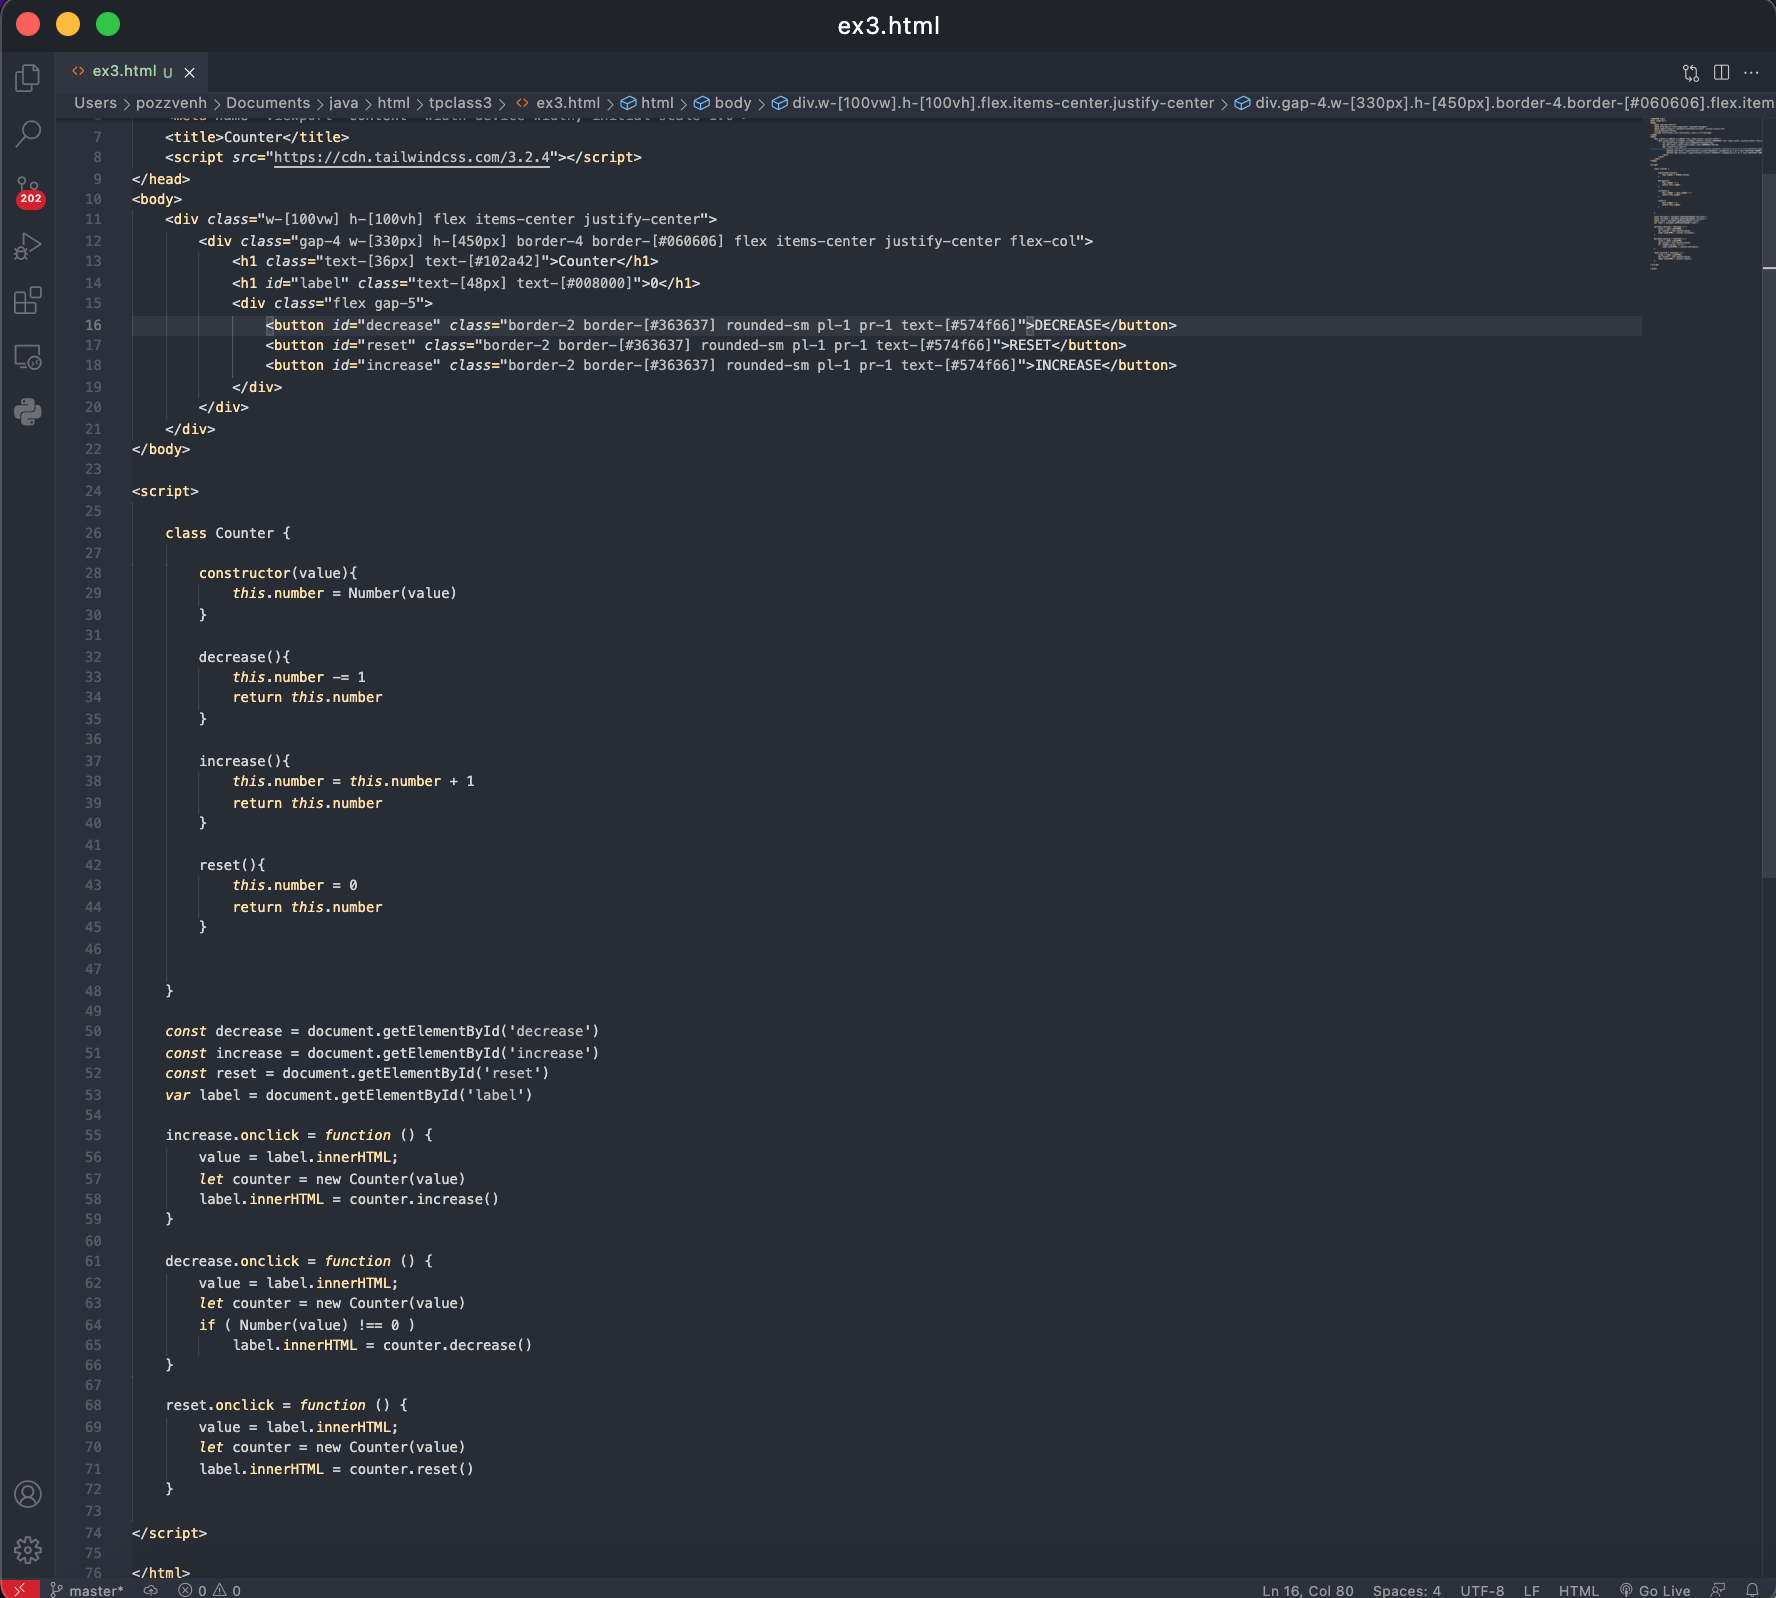 ex3.html
ex3.html U
Users > pozzvenh > Documents > java > html > tpclass3 > ex3.html > html > body > div.w-[100vw].h-[100vh].flex.items-center.justify-center > div.gap-4.w-[330px].h-[450px].border-4.border-[#060606].flex.item
7 <title>Counter</title>
8 <script src="https://cdn.tailwindcss.com/3.2.4"></script>
9 </head>
10 <body>
11 <div class="w-[100vw] h-[100vh] flex items-center justify-center">
12 <div class="gap-4 w-[330px] h-[450px] border-4 border-[#060606] flex items-center justify-center flex-col">
13 <h1 class="text-[36px] text-[#102a42]">Counter</h1>
14 <h1 id="label" class="text-[48px] text-[#008000]">0</h1>
15 <div class="flex gap-5">
16 <button id="decrease" class="border-2 border-[#363637] rounded-sm pl-1 pr-1 text-[#574f66]">DECREASE</button>
17 <button id="reset" class="border-2 border-[#363637] rounded-sm pl-1 pr-1 text-[#574f66]">RESET</button>
18 <button id="increase" class="border-2 border-[#363637] rounded-sm pl-1 pr-1 text-[#574f66]">INCREASE</button>
19 </div>
20 </div>
21 </div>
22 </body>
23
24 <script>
25
26 class Counter {
27
28 constructor(value){
29 this.number = Number(value)
30 }
31
32 decrease(){
33 this.number -= 1
34 return this.number
35 }
36
37 increase(){
38 this.number = this.number + 1
39 return this.number
40 }
41
42 reset(){
43 this.number = 0
44 return this.number
45 }
46
47
48 }
49
50 const decrease = document.getElementById('decrease')
51 const increase = document.getElementById('increase')
52 const reset = document.getElementById('reset')
53 var label = document.getElementById('label')
54
55 increase.onclick = function () {
56 value = label.innerHTML;
57 let counter = new Counter(value)
58 label.innerHTML = counter.increase()
59 }
60
61 decrease.onclick = function () {
62 value = label.innerHTML;
63 let counter = new Counter(value)
64 if ( Number(value) !== 0 )
65 label.innerHTML = counter.decrease()
66 }
67
68 reset.onclick = function () {
69 value = label.innerHTML;
70 let counter = new Counter(value)
71 label.innerHTML = counter.reset()
72 }
73
74 </script>
75
76 </html>
202
master* 0 0 Ln 16, Col 80 Spaces: 4 UTF-8 LF HTML Go Live